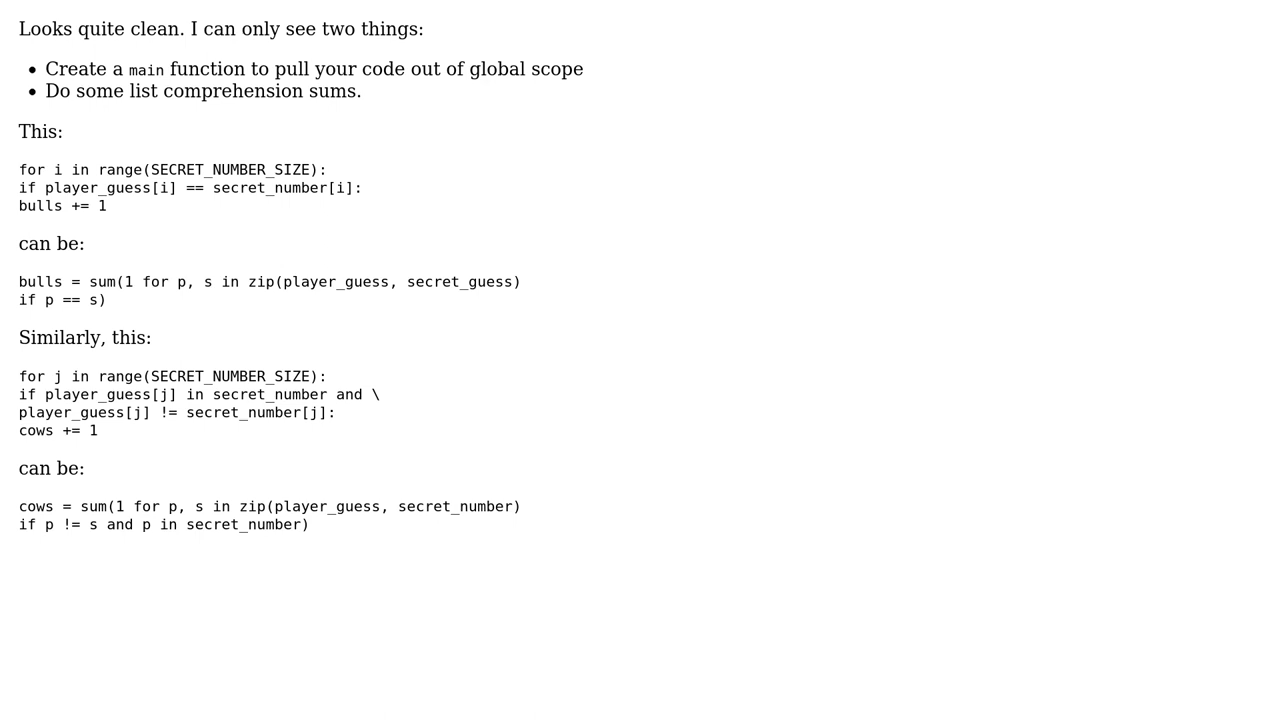 Looks quite clean. I can only see two things:
• Create a main function to pull your code out of global scope
• Do some list comprehension sums.
This:
for i in range(SECRET_NUMBER_SIZE):
if player_guess[i] == secret_number[i]:
bulls += 1
can be:
bulls = sum(1 for p, s in zip(player_guess, secret_guess)
if p == s)
Similarly, this:
for j in range(SECRET_NUMBER_SIZE):
if player_guess[j] in secret_number and \
player_guess[j] != secret_number[j]:
cows += 1
can be:
cows = sum(1 for p, s in zip(player_guess, secret_number)
if p != s and p in secret_number)